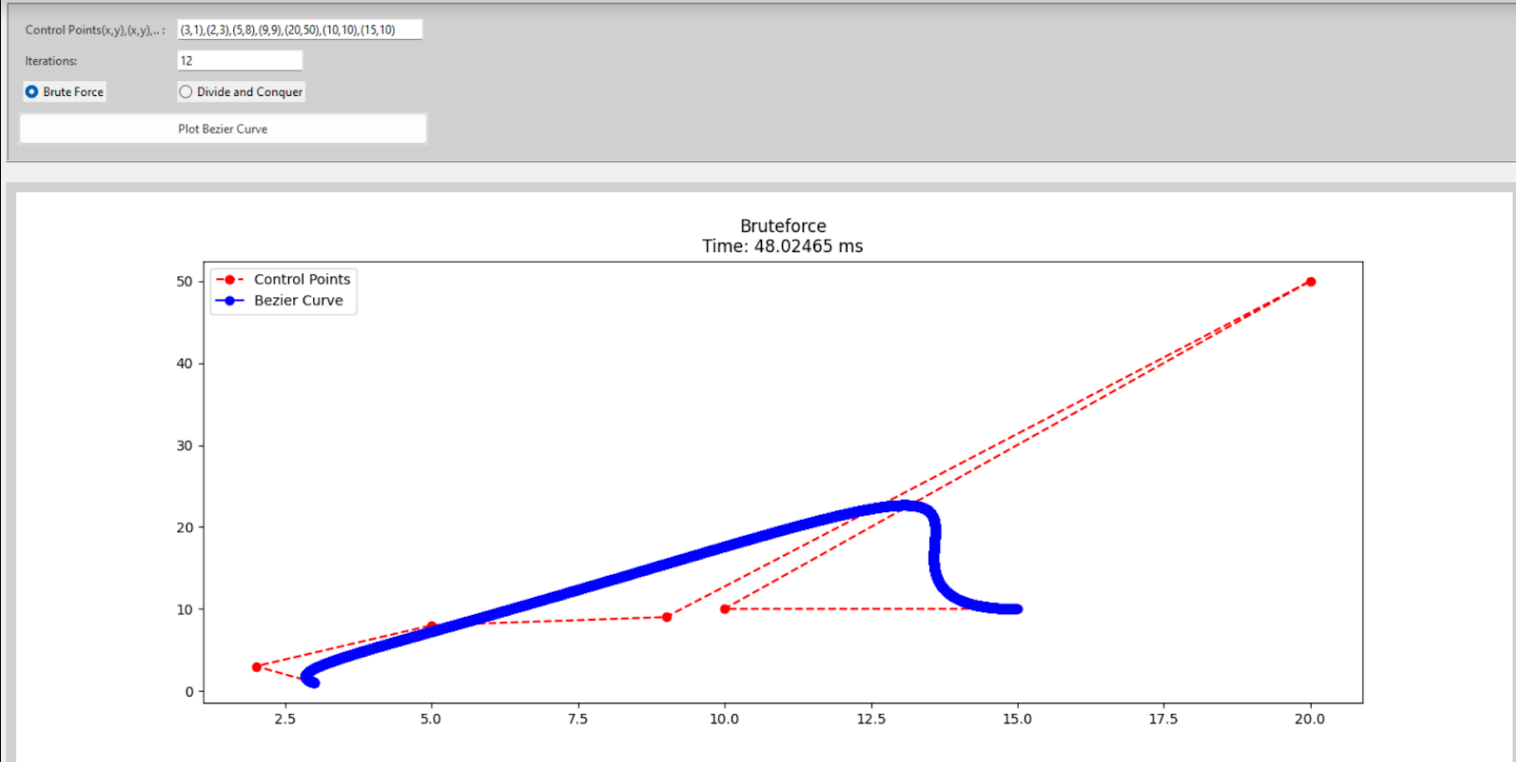 Control Points(x,y),(x,y),.. : (3,1),(2,3),(5,8),(9,9),(20,50),(10,10),(15,10)
Iterations: 12
Brute Force Divide and Conquer
Plot Bezier Curve
Bruteforce
Time: 48.02465 ms
Control Points
Bezier Curve
50
40
30
20
10
0
2.5 5.0 7.5 10.0 12.5 15.0 17.5 20.0